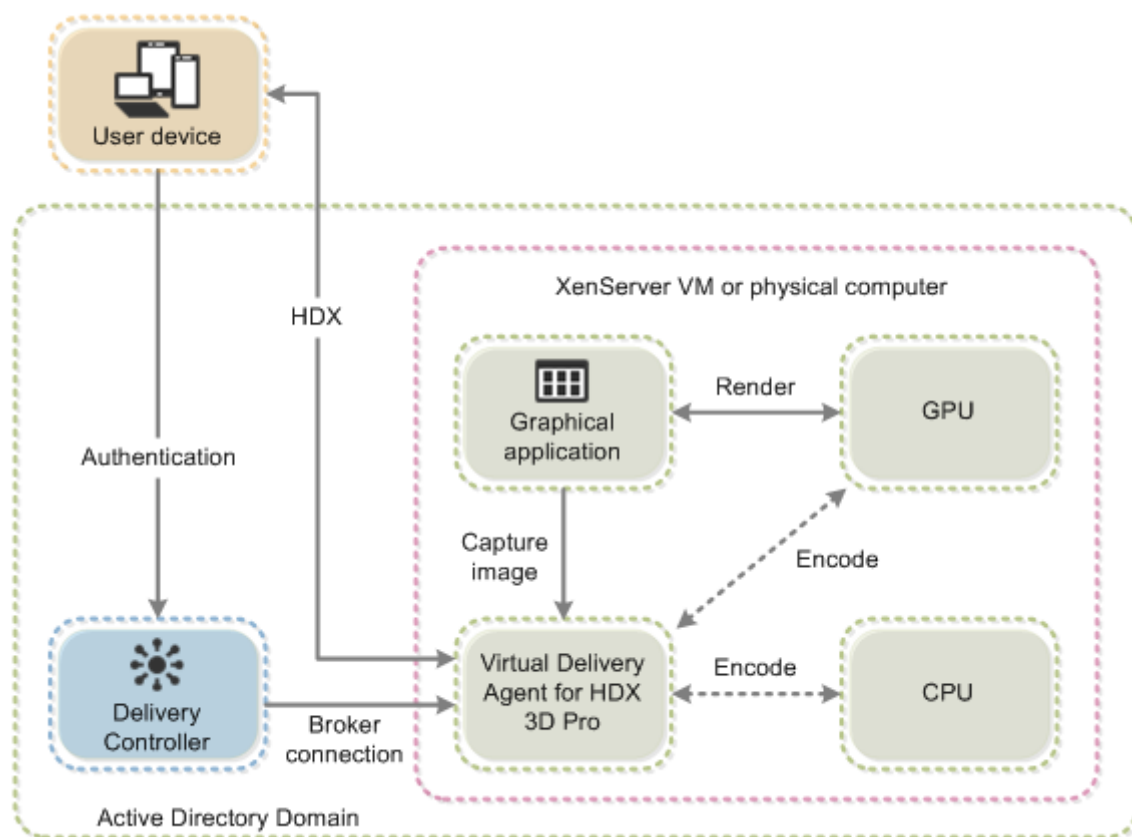 User device
XenServer VM or physical computer
HDX
Graphical
application
Render
GPU
Authentication
Capture
image
Encode
Delivery
Controller
Broker
connection
Virtual Delivery
Agent for HDX
3D Pro
Encode
CPU
Active Directory Domain